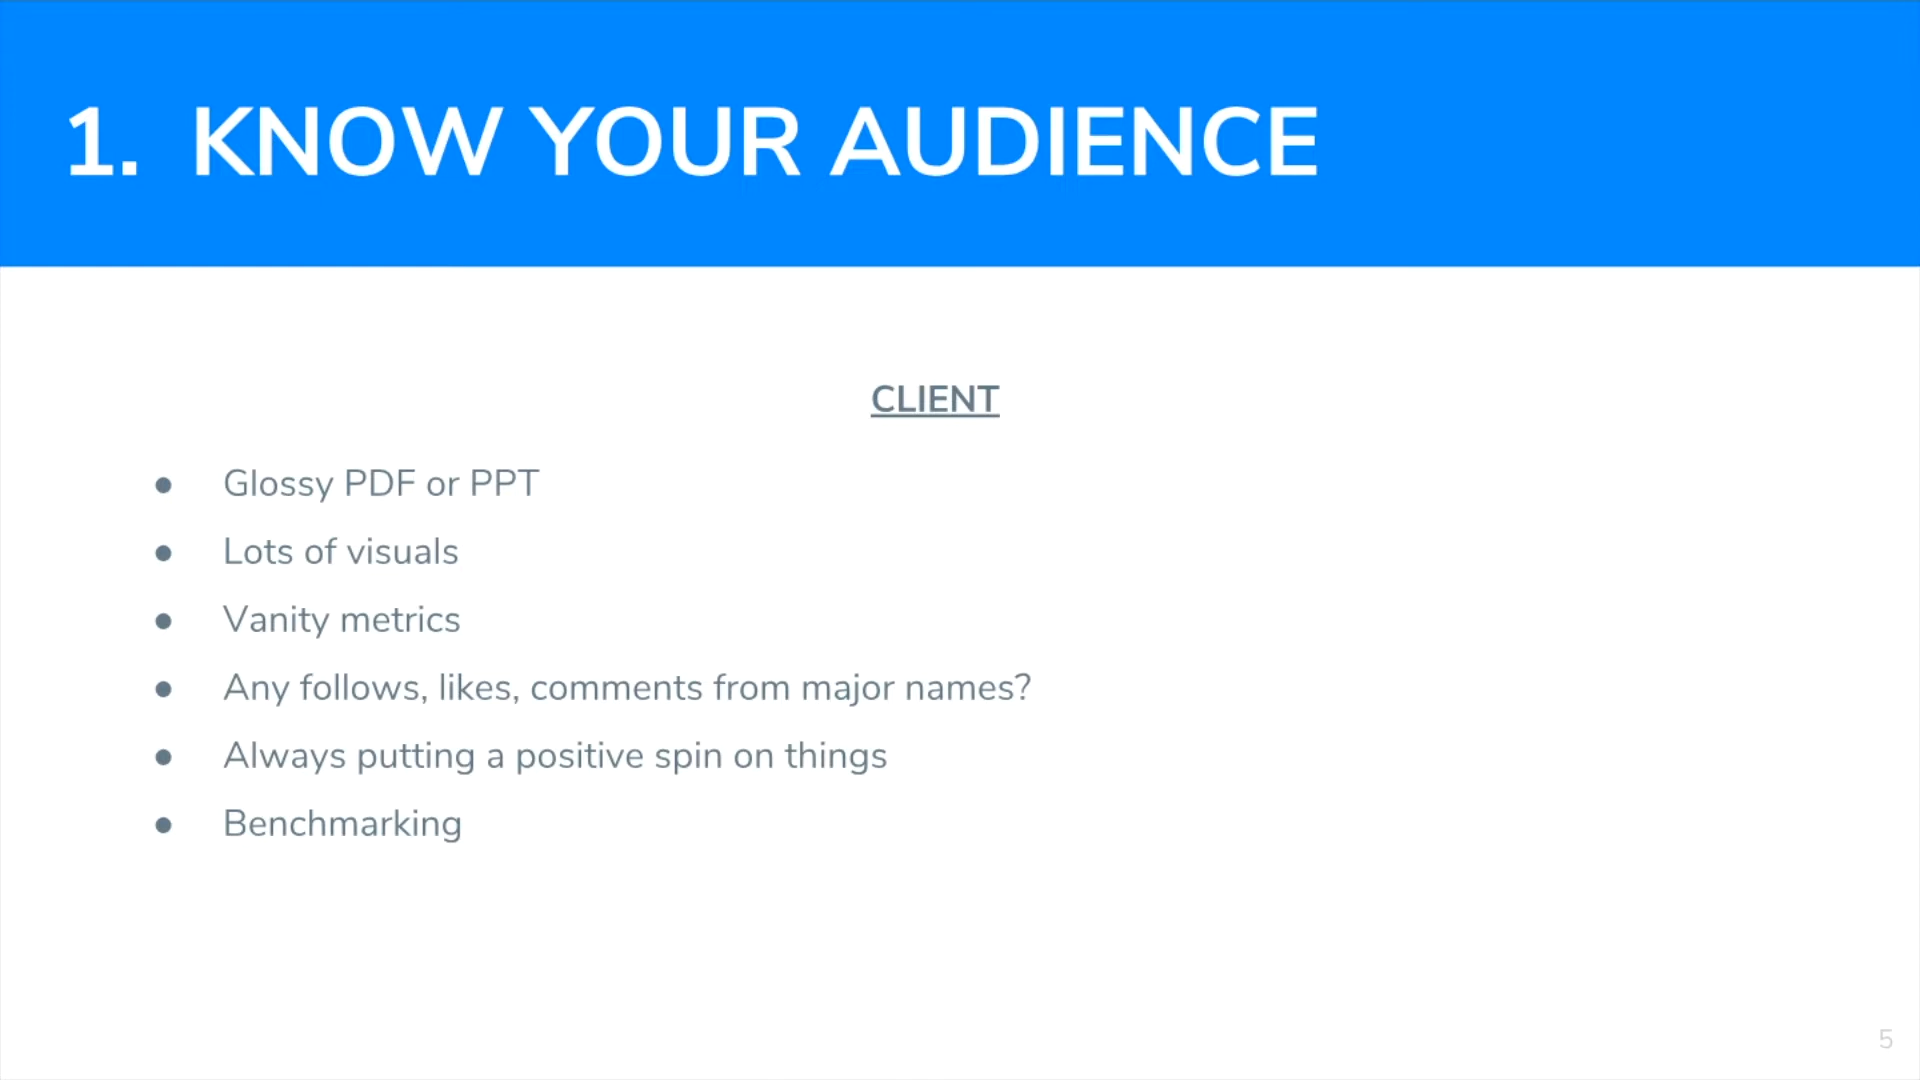 1. KNOW YOUR AUDIENCE
CLIENT
● Glossy PDF or PPT
● Lots of visuals
● Vanity metrics
● Any follows, likes, comments from major names?
● Always putting a positive spin on things
● Benchmarking
5